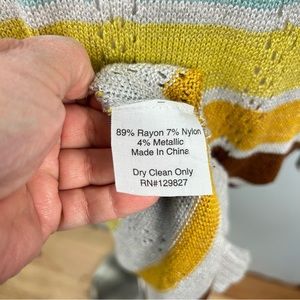 89% Rayon 7% Nylon
4% Metallic
Made In China
Dry Clean Only
RN#129827